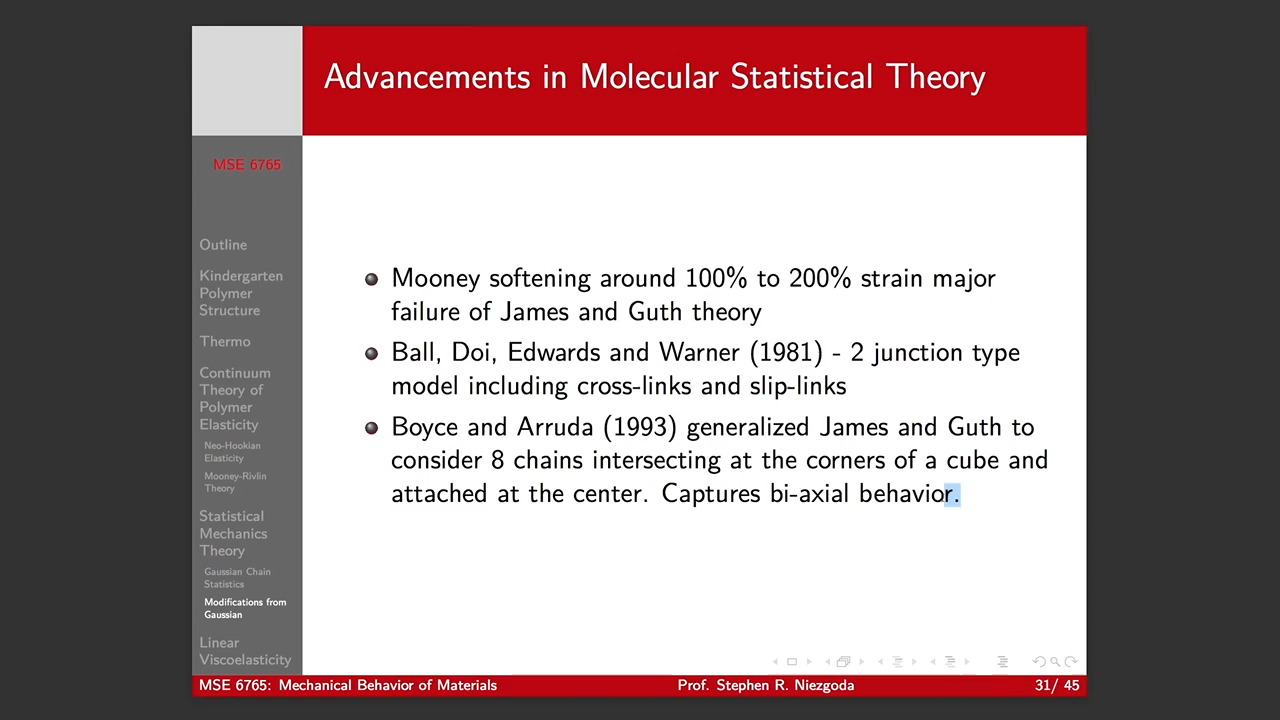 Advancements in Molecular Statistical Theory
MSE 6765
Outline
Kindergarten
Polymer
Structure
Thermo
Continuum
Theory of
Polymer
Elasticity
Neo-Hookian
Elasticity
Mooney-Rivlin
Theory
Statistical
Mechanics
Theory
Gaussian Chain
Statistics
Modifications from
Gaussian
Linear
Viscoelasticity
Mooney softening around 100% to 200% strain major
failure of James and Guth theory
Ball, Doi, Edwards and Warner (1981) - 2 junction type
model including cross-links and slip-links
Boyce and Arruda (1993) generalized James and Guth to
consider 8 chains intersecting at the corners of a cube and
attached at the center. Captures bi-axial behavior.
MSE 6765: Mechanical Behavior of Materials
Prof. Stephen R. Niezgoda
31/ 45